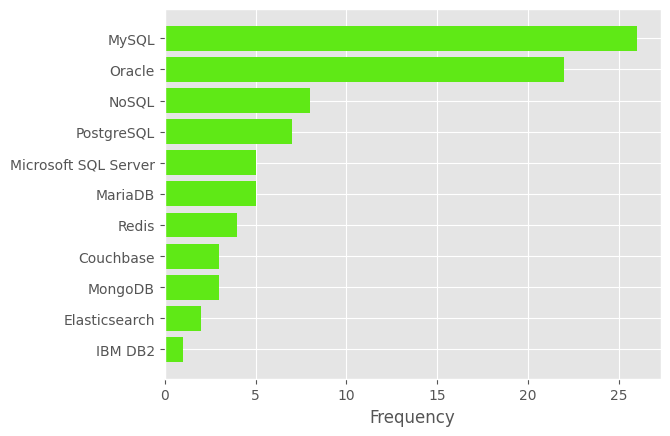 MySQL
Oracle
NoSQL
PostgreSQL
Microsoft SQL Server
MariaDB
Redis
Couchbase
MongoDB
Elasticsearch
IBM DB2
0 5 10 15 20 25
Frequency